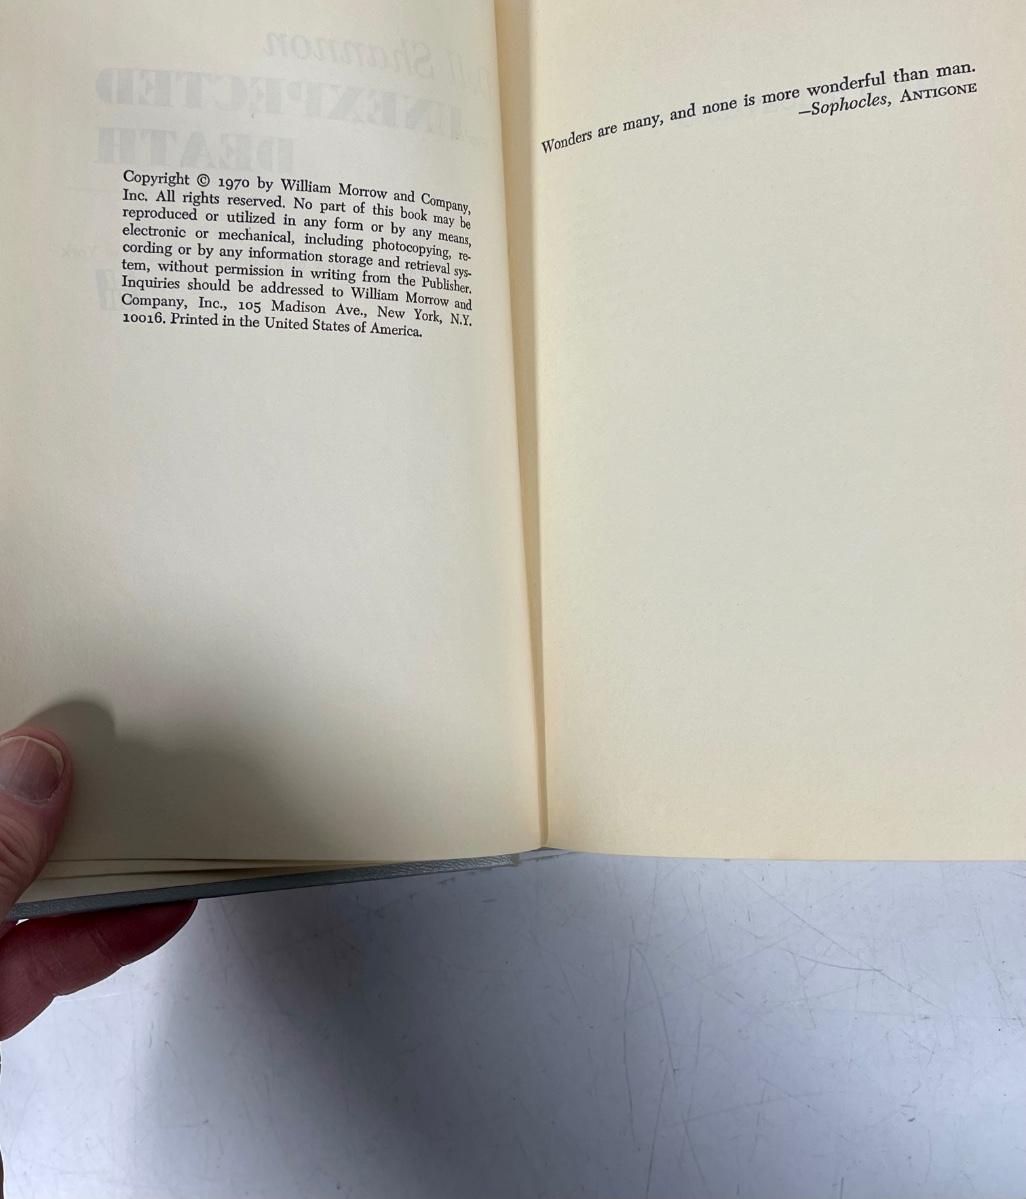 Copyright © 1970 by William Morrow and Company,
Inc. All rights reserved. No part of this book may be
reproduced or utilized in any form or by any means,
electronic or mechanical, including photocopying, re-
cording or by any information storage and retrieval sys-
tem, without permission in writing from the Publisher.
Inquiries should be addressed to William Morrow and
Company, Inc., 105 Madison Ave., New York, N.Y.
10016. Printed in the United States of America.
Wonders are many, and none is more wonderful than man.
—Sophocles, ANTIGONE